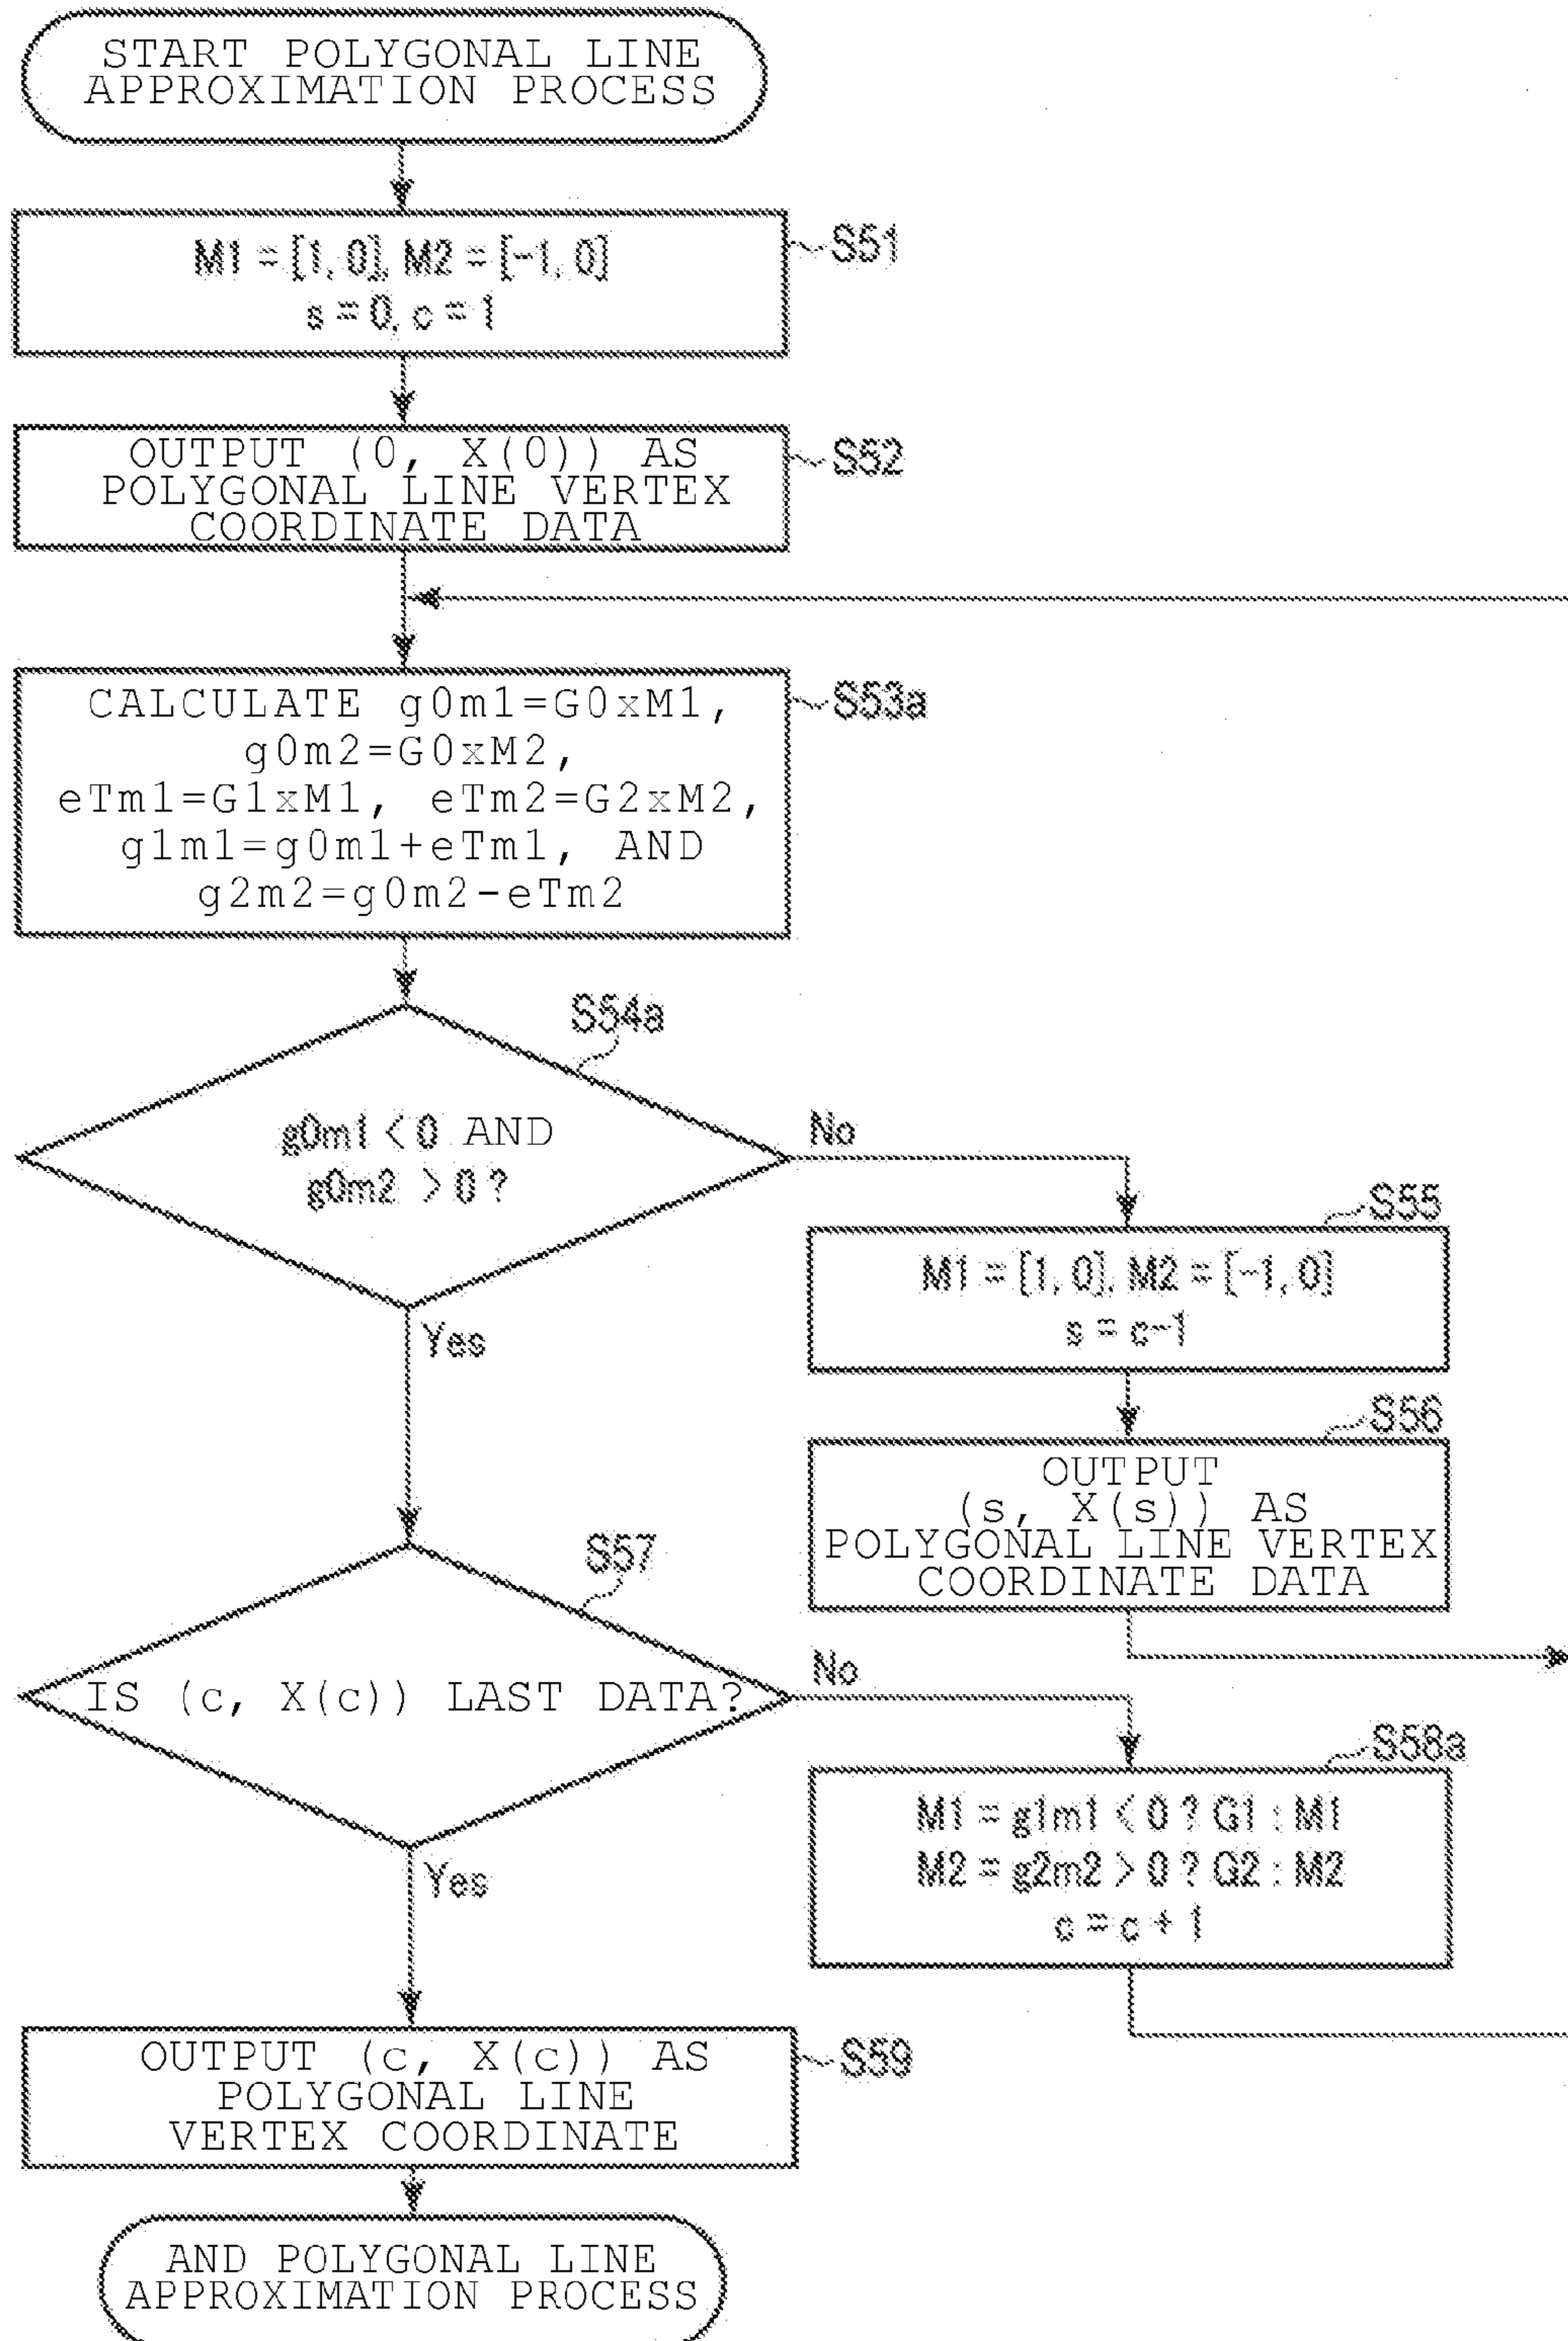 START POLYGONAL LINE
APPROXIMATION PROCESS
M1 = [1, 0], M2 = [-1, 0]
s = 0, c = 1
S51
OUTPUT (0, X(0)) AS
POLYGONAL LINE VERTEX
COORDINATE DATA
S52
CALCULATE g0m1=G0xM1,
g0m2=G0xM2,
eTm1=G1xM1, eTm2=G2xM2,
g1m1=g0m1+eTm1, AND
g2m2=g0m2-eTm2
S53a
S54a
g0m1 < 0 AND
g0m2 > 0 ?
No
Yes
S55
M1 = [1, 0], M2 = [-1, 0]
s = c-1
S56
OUTPUT
(s, X(s)) AS
POLYGONAL LINE VERTEX
COORDINATE DATA
S57
IS (c, X(c)) LAST DATA?
No
Yes
S58a
M1 = g1m1 < 0 ? G1 : M1
M2 = g2m2 > 0 ? G2 : M2
c = c + 1
OUTPUT (c, X(c)) AS
POLYGONAL LINE
VERTEX COORDINATE
S59
AND POLYGONAL LINE
APPROXIMATION PROCESS